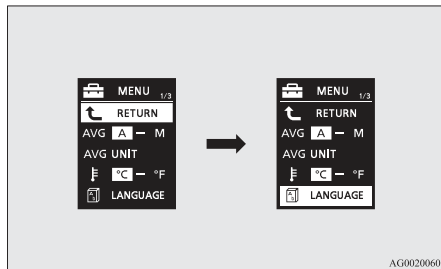 MENU 1/3
RETURN
AVG A – M
AVG UNIT
°C – °F
LANGUAGE
MENU 1/3
RETURN
AVG A – M
AVG UNIT
°C – °F
LANGUAGE
AG0020060